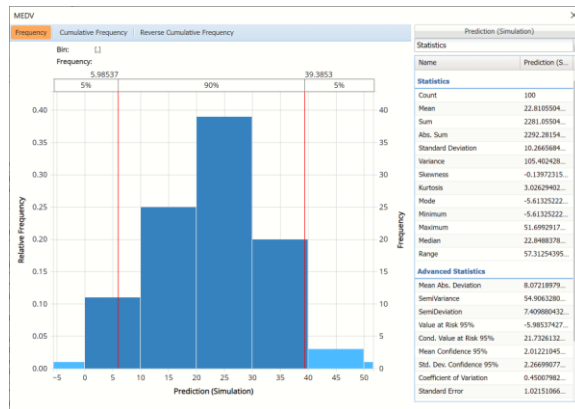 MEDV
Frequency Cumulative Frequency Reverse Cumulative Frequency
Bin: [,]
Frequency:
5.98537 39.3853
5% 90% 5%
0.40 40
0.35 35
0.30 30
0.25 25
0.20 20
0.15 15
0.10 10
0.05 5
0.00 0
Relative Frequency
Frequency
-5 0 5 10 15 20 25 30 35 40 45 50
Prediction (Simulation)
Prediction (Simulation)
Statistics
Name Prediction (S...
Statistics
Count 100
Mean 22.8105504...
Sum 2281.05504...
Abs. Sum 2292.28154...
Standard Deviation 10.2665684...
Variance 105.402428...
Skewness -0.13972315...
Kurtosis 3.02629402...
Mode -5.61325222...
Minimum -5.61325222...
Maximum 51.6992917...
Median 22.8488378...
Range 57.31254395...
Advanced Statistics
Mean Abs. Deviation 8.07218979...
SemiVariance 54.9063280...
SemiDeviation 7.409880432...
Value at Risk 95% -5.98537427...
Cond. Value at Risk 95% 21.7326132...
Mean Confidence 95% 2.01221045...
Std. Dev. Confidence 95% 2.26699077...
Coefficient of Variation 0.45007982...
Standard Error 1.02151066...